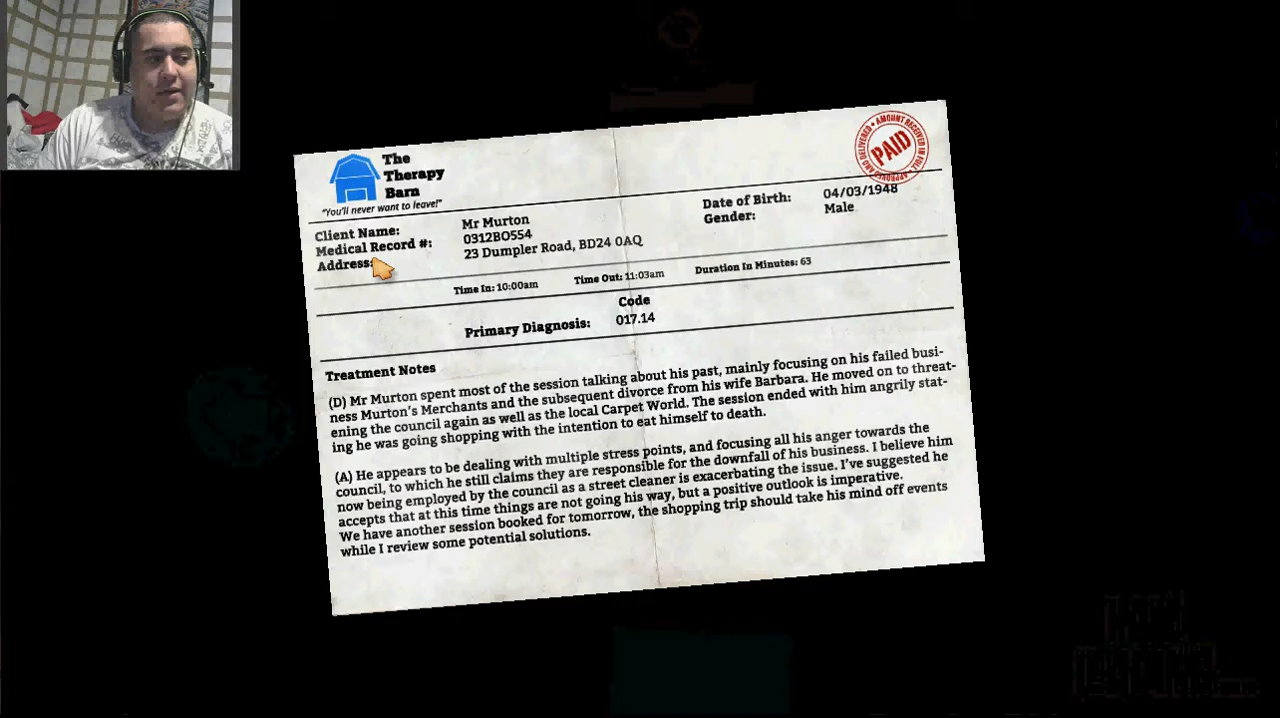 The
Therapy
Barn
"You'll never want to leave!"
AMOUNT RECEIVED IN FULL • APPROVED AND DELIVERED •
PAID
Client Name: Mr Murton
Medical Record #: 0312BO554
Address: 23 Dumpler Road, BD24 0AQ
Date of Birth: 04/03/1948
Gender: Male
Time In: 10:00am Time Out: 11:03am Duration In Minutes: 63
Code
Primary Diagnosis: 017.14
Treatment Notes
(D) Mr Murton spent most of the session talking about his past, mainly focusing on his failed busi-
ness Murton's Merchants and the subsequent divorce from his wife Barbara. He moved on to threat-
ening the council again as well as the local Carpet World. The session ended with him angrily stat-
ing he was going shopping with the intention to eat himself to death.
(A) He appears to be dealing with multiple stress points, and focusing all his anger towards the
council, to which he still claims they are responsible for the downfall of his business. I believe him
now being employed by the council as a street cleaner is exacerbating the issue. I've suggested he
accepts that at this time things are not going his way, but a positive outlook is imperative.
We have another session booked for tomorrow, the shopping trip should take his mind off events
while I review some potential solutions.